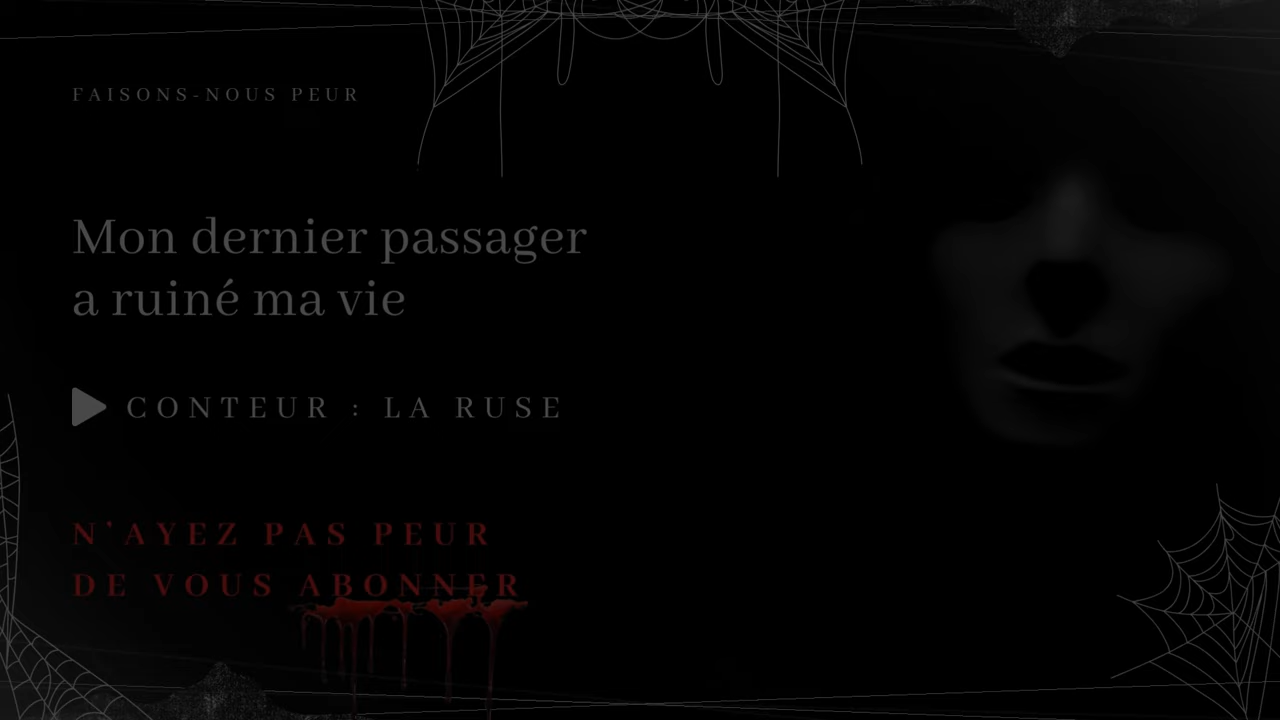 FAISONS-NOUS PEUR
Mon dernier passager
a ruiné ma vie
CONTEUR : LA RUSE
N'AYEZ PAS PEUR
DE VOUS ABONNER